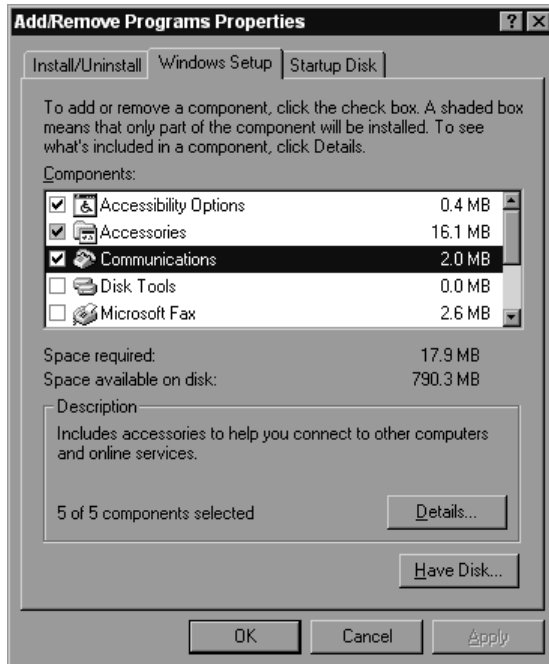 Add/Remove Programs Properties
Install/Uninstall Windows Setup Startup Disk
To add or remove a component, click the check box. A shaded box
means that only part of the component will be installed. To see
what's included in a component, click Details.
Components:
Accessibility Options 0.4 MB
Accessories 16.1 MB
Communications 2.0 MB
Disk Tools 0.0 MB
Microsoft Fax 2.6 MB
Space required: 17.9 MB
Space available on disk: 790.3 MB
Description
Includes accessories to help you connect to other computers
and online services.
5 of 5 components selected Details...
Have Disk...
OK Cancel Apply